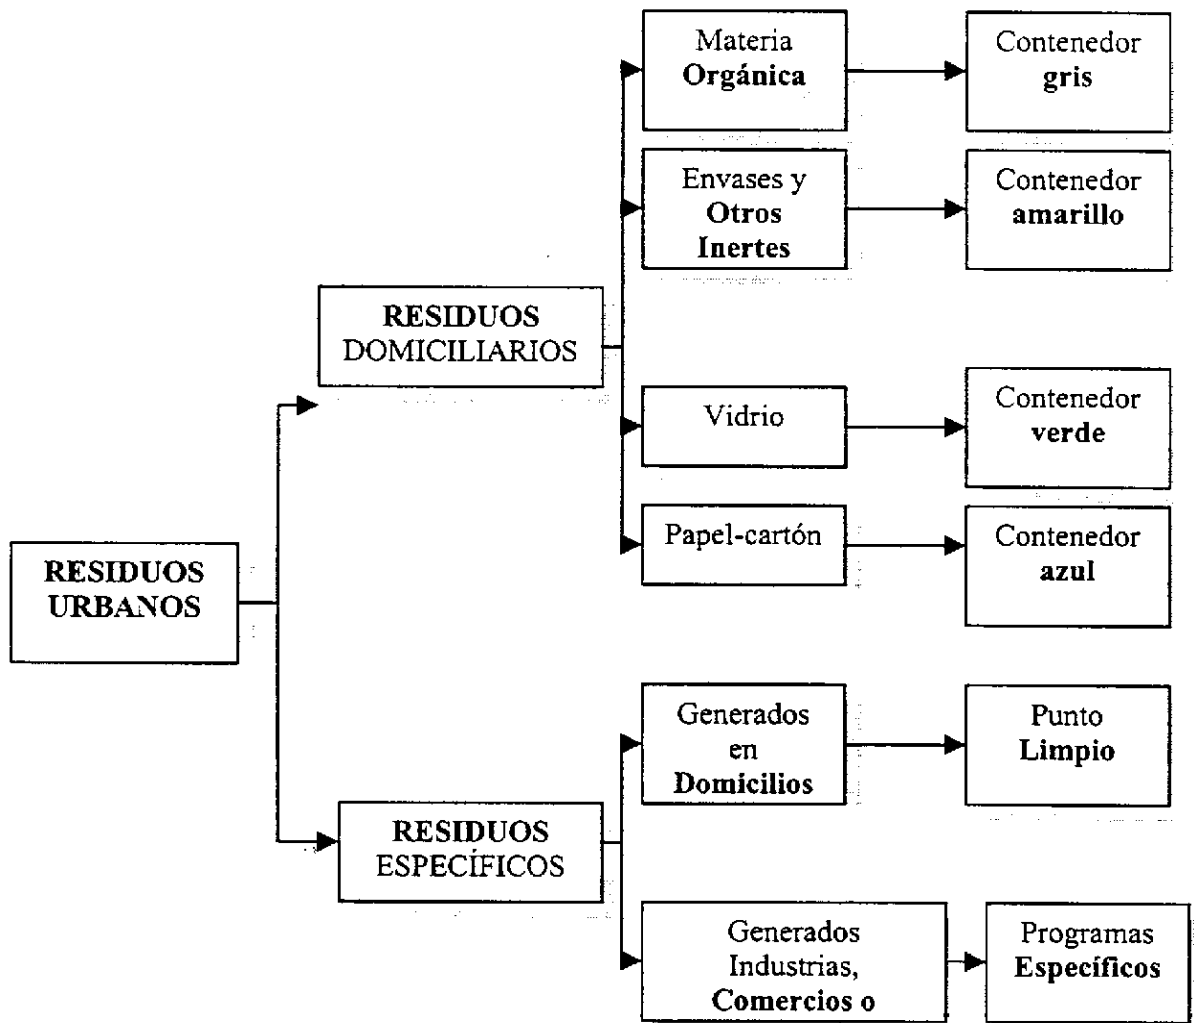 Materia
Orgánica
Contenedor
gris
Envases y
Otros
Inertes
Contenedor
amarillo
RESIDUOS
DOMICILIARIOS
Vidrio
Contenedor
verde
Papel-cartón
Contenedor
azul
RESIDUOS
URBANOS
Generados
en
Domicilios
Punto
Limpio
RESIDUOS
ESPECÍFICOS
Generados
Industrias,
Comercios o
Programas
Específicos